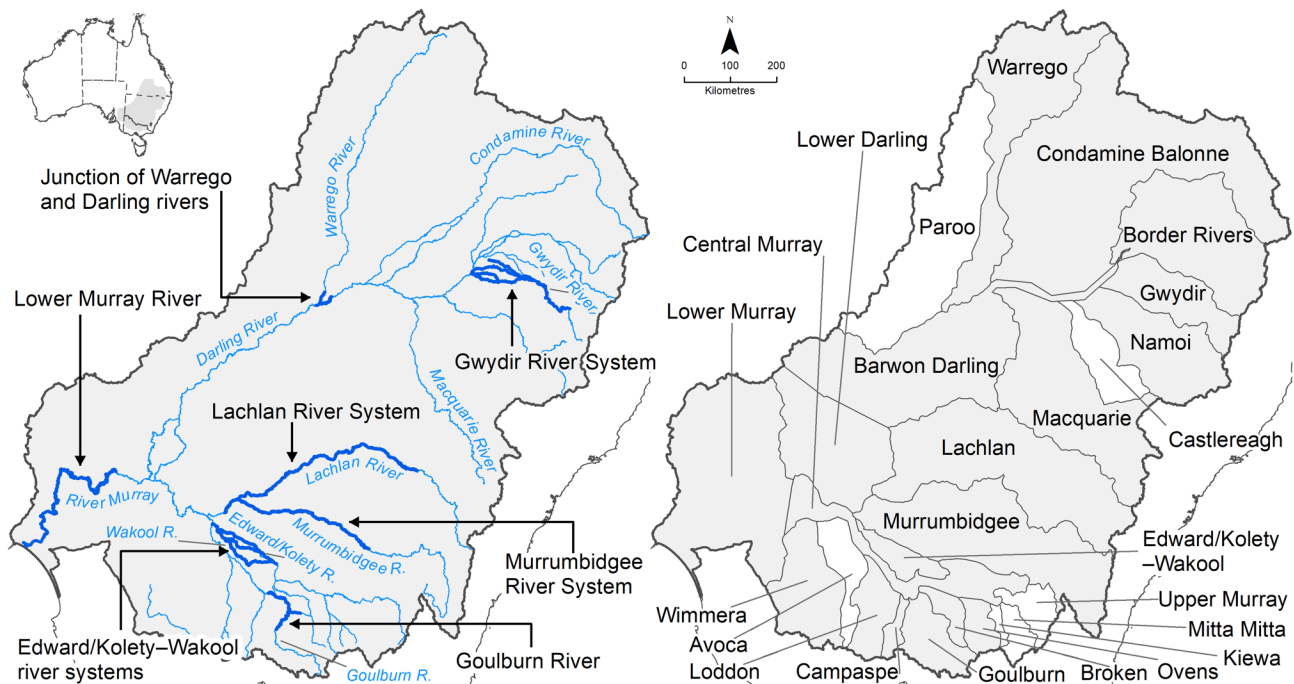 Junction of Warrego
and Darling rivers
Lower Murray River
Warrego River
Condamine River
Gwydir River
Darling River
Gwydir River System
Macquarie River
Lachlan River System
Lachlan River
River Murray
Wakool R.
Edward/Kolety R.
Murrumbidgee R.
Murrumbidgee
River System
Edward/Kolety–Wakool
river systems
Goulburn River
Goulburn R.
N
0 100 200
Kilometres
Warrego
Lower Darling
Condamine Balonne
Paroo
Central Murray
Border Rivers
Lower Murray
Gwydir
Namoi
Barwon Darling
Macquarie
Castlereagh
Lachlan
Murrumbidgee
Edward/Kolety
–Wakool
Wimmera
Upper Murray
Avoca
Mitta Mitta
Loddon
Campaspe
Goulburn
Broken
Ovens
Kiewa